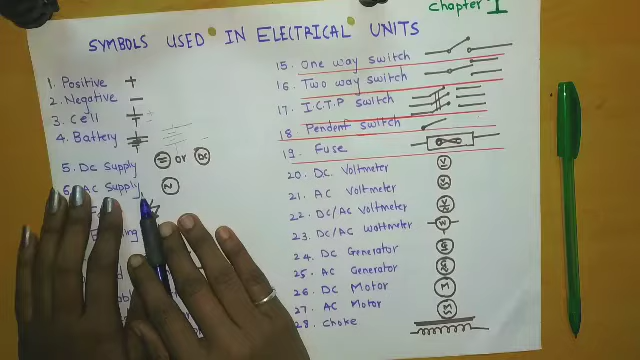 Chapter 1
SYMBOLS USED IN ELECTRICAL UNITS
1. Positive +
2. Negative −
3. Cell
4. Battery
5. DC Supply = or DC
6. AC Supply ~
15. One way switch
16. Two way switch
17. I.C.T.P switch
18 Pendent switch
19. Fuse
20. DC Voltmeter V
21. AC Voltmeter V
22. DC/AC Voltmeter V
23. DC/AC wattmeter W
24. DC Generator G
25. AC Generator G
26. DC Motor M
27. AC Motor M
28. Choke